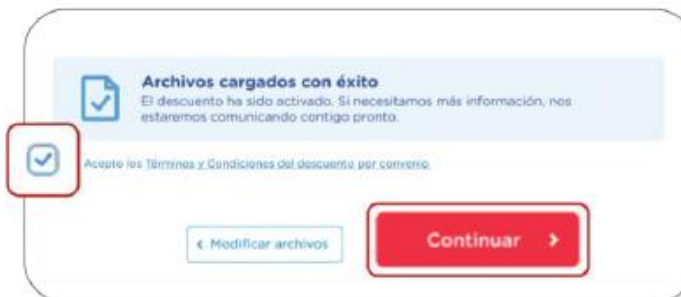 Archivos cargados con éxito
El descuento ha sido activado. Si necesitamos más información, nos
estaremos comunicando contigo pronto.
Acepto los Términos y Condiciones del descuento por convenio.
Modificar archivos
Continuar